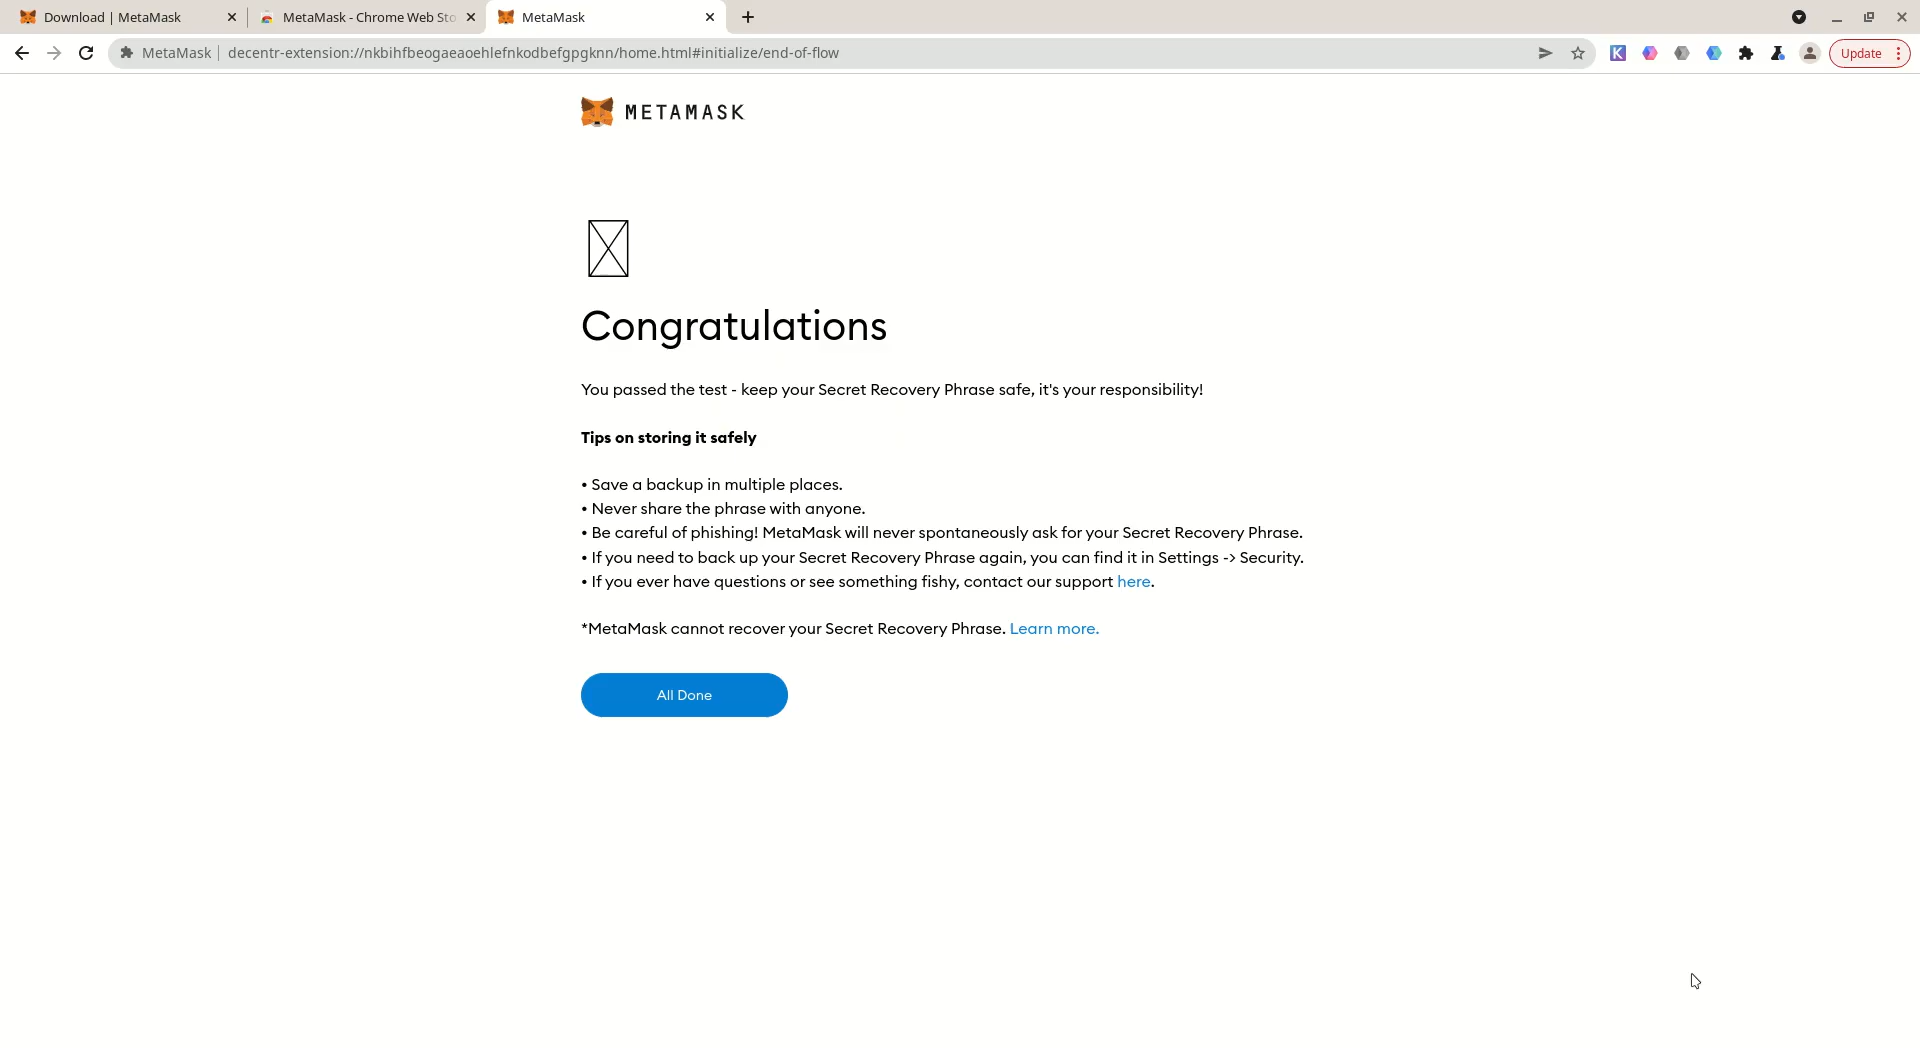 Download | MetaMask
MetaMask - Chrome Web Sto
MetaMask
MetaMask | decentr-extension://nkbihfbeogaeaoehlefnkodbefgpgknn/home.html#initialize/end-of-flow
K
Update
METAMASK
Congratulations
You passed the test - keep your Secret Recovery Phrase safe, it's your responsibility!
Tips on storing it safely
• Save a backup in multiple places.
• Never share the phrase with anyone.
• Be careful of phishing! MetaMask will never spontaneously ask for your Secret Recovery Phrase.
• If you need to back up your Secret Recovery Phrase again, you can find it in Settings -> Security.
• If you ever have questions or see something fishy, contact our support here.
*MetaMask cannot recover your Secret Recovery Phrase. Learn more.
All Done